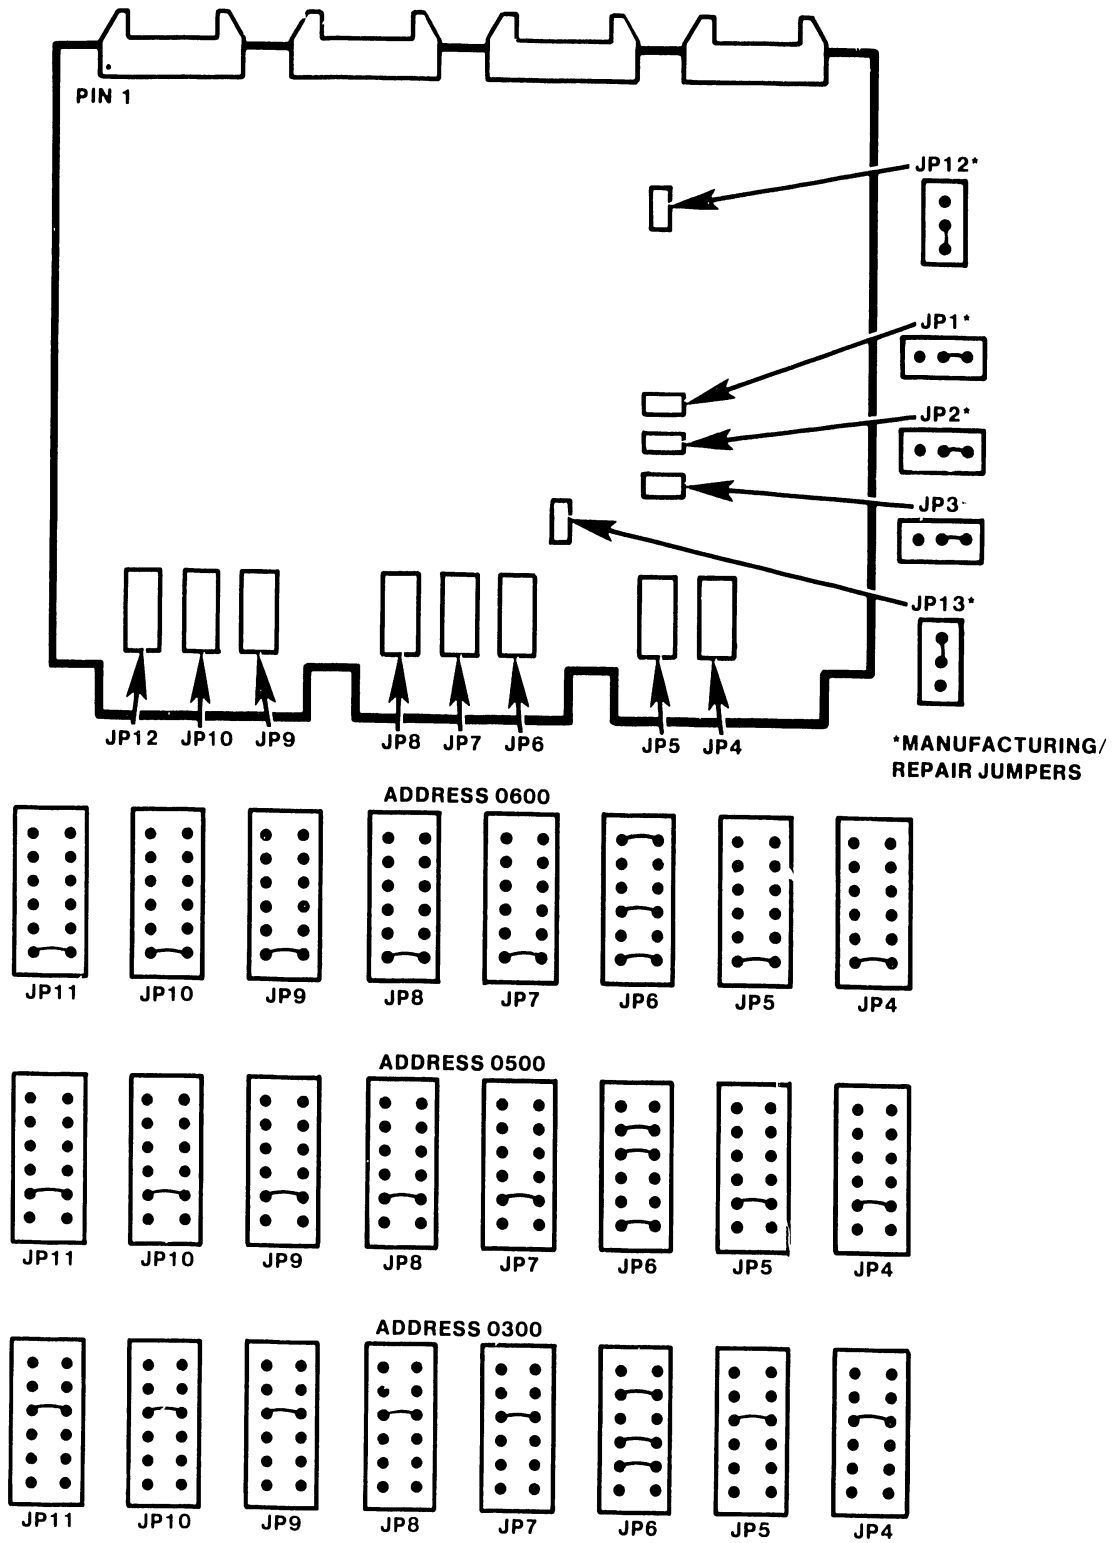 PIN 1
JP12*
JP1*
JP2*
JP3-
JP13*
JP12 JP10 JP9 JP8 JP7 JP6 JP5 JP4
*MANUFACTURING/
REPAIR JUMPERS
ADDRESS 0600
JP11 JP10 JP9 JP8 JP7 JP6 JP5 JP4
ADDRESS 0500
JP11 JP10 JP9 JP8 JP7 JP6 JP5 JP4
ADDRESS 0300
JP11 JP10 JP9 JP8 JP7 JP6 JP5 JP4